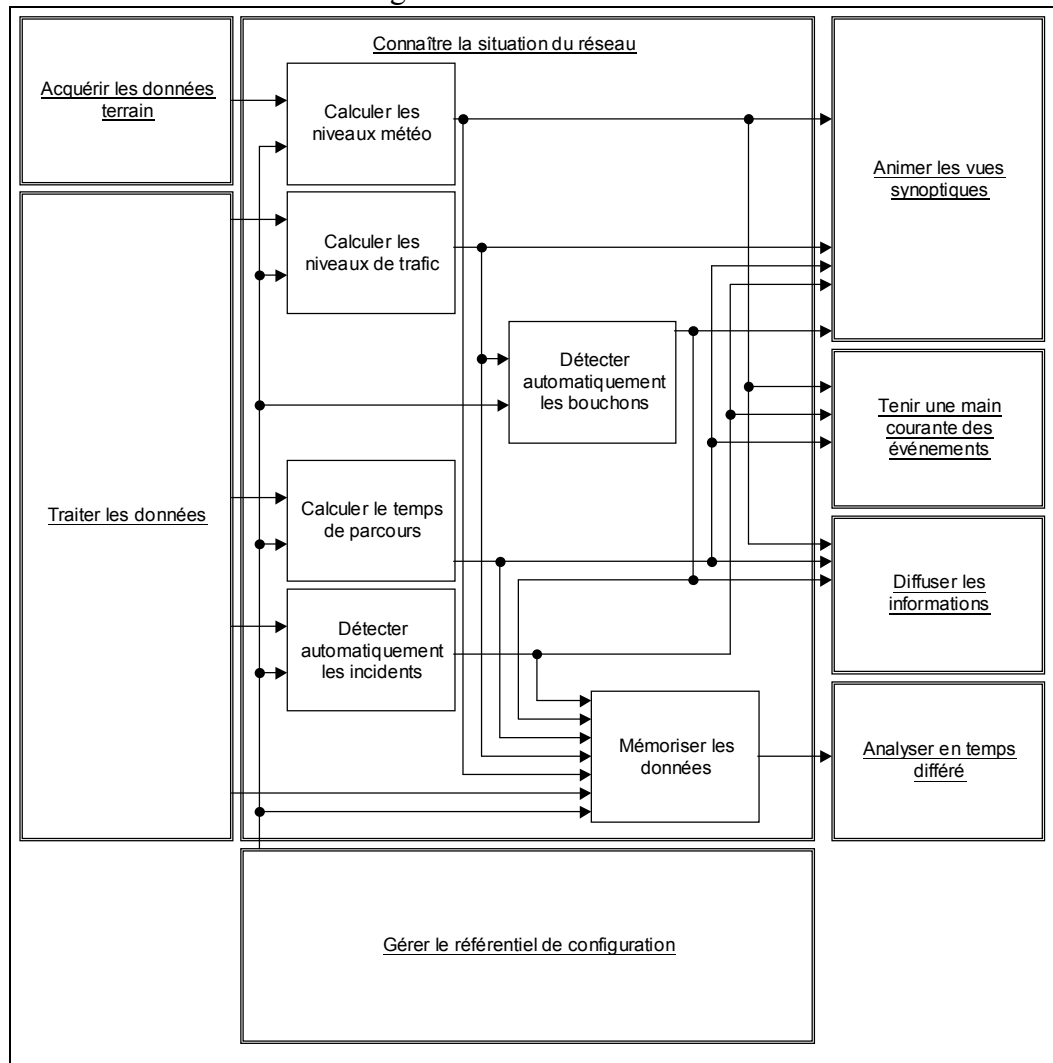 Connaître la situation du réseau
Acquérir les données
terrain
Calculer les
niveaux météo
Animer les vues
synoptiques
Calculer les
niveaux de trafic
Détecter
automatiquement
les bouchons
Tenir une main
courante des
événements
Traiter les données
Calculer le temps
de parcours
Diffuser les
informations
Détecter
automatiquement
les incidents
Mémoriser les
données
Analyser en temps
différé
Gérer le référentiel de configuration